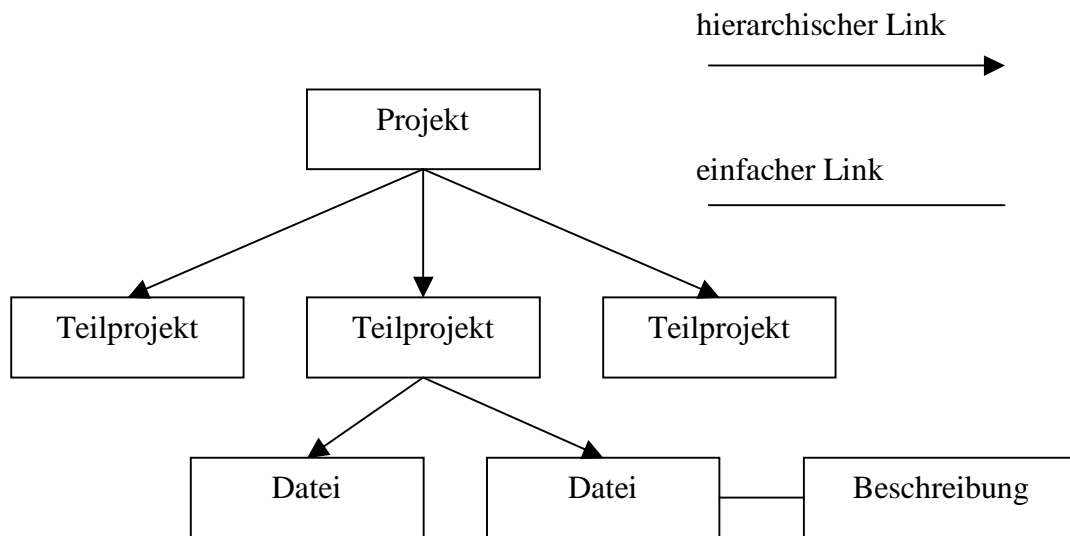 hierarchischer Link
Projekt
einfacher Link
Teilprojekt
Teilprojekt
Teilprojekt
Datei
Datei
Beschreibung